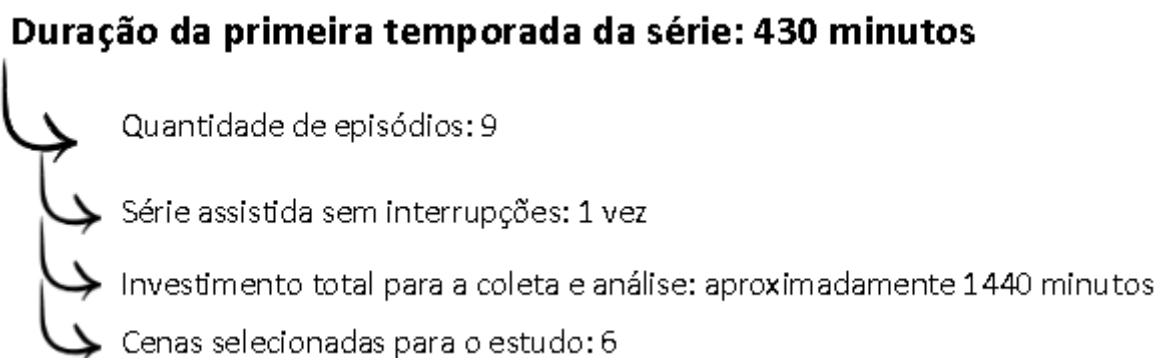 Duração da primeira temporada da série: 430 minutos
Quantidade de episódios: 9
Série assistida sem interrupções: 1 vez
Investimento total para a coleta e análise: aproximadamente 1440 minutos
Cenas selecionadas para o estudo: 6